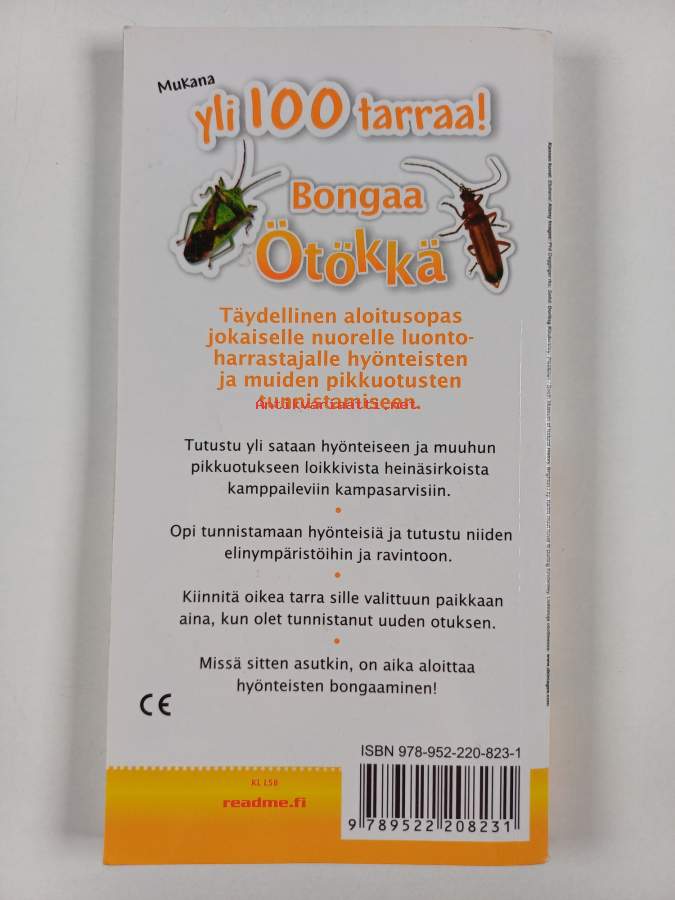 Mukana
yli 100 tarraa!
Bongaa
Ötökkä
Täydellinen aloitusopas
jokaiselle nuorelle luonto-
harrastajalle hyönteisten
ja muiden pikkuotusten
tunnistamiseen.
Antikvariaatti.net
Tutustu yli sataan hyönteiseen ja muuhun
pikkuotukseen loikkivista heinäsirkoista
kamppaileviin kampasarvisiin.
•
Opi tunnistamaan hyönteisiä ja tutustu niiden
elinympäristöihin ja ravintoon.
•
Kiinnitä oikea tarra sille valittuun paikkaan
aina, kun olet tunnistanut uuden otuksen.
•
Missä sitten asutkin, on aika aloittaa
hyönteisten bongaaminen!
CE
ISBN 978-952-220-823-1
9 789522 208231
KL 1.58
readme.fi